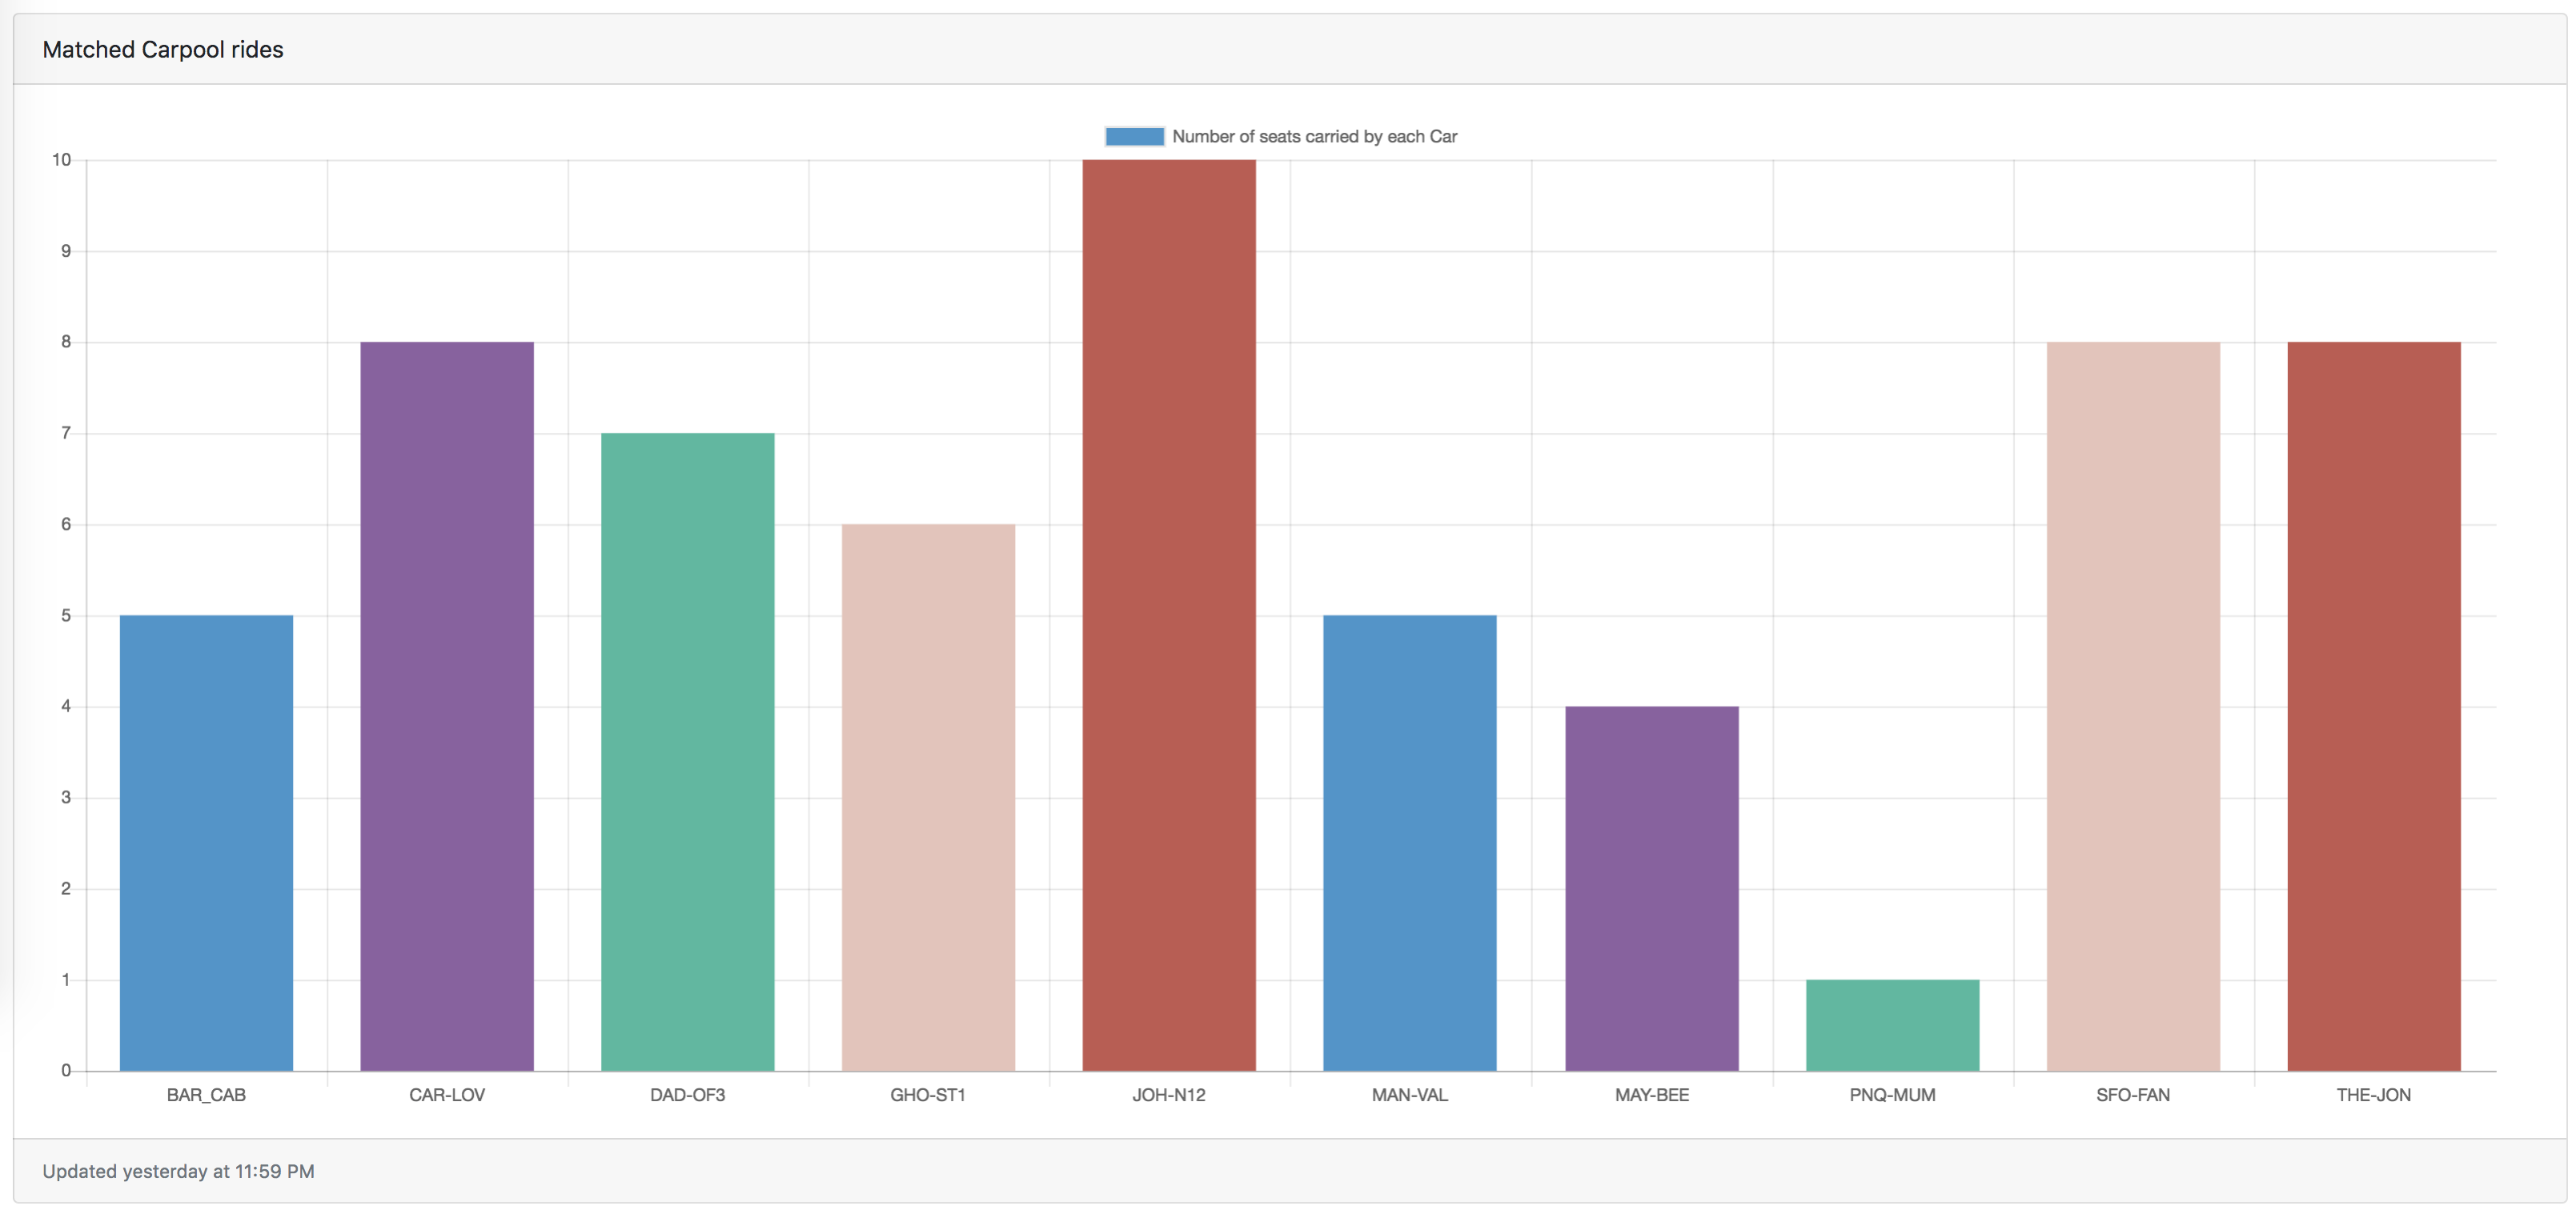 Matched Carpool rides
Number of seats carried by each Car
10
9
8
7
6
5
4
3
2
1
0
BAR_CAB CAR-LOV DAD-OF3 GHO-ST1 JOH-N12 MAN-VAL MAY-BEE PNQ-MUM SFO-FAN THE-JON
Updated yesterday at 11:59 PM